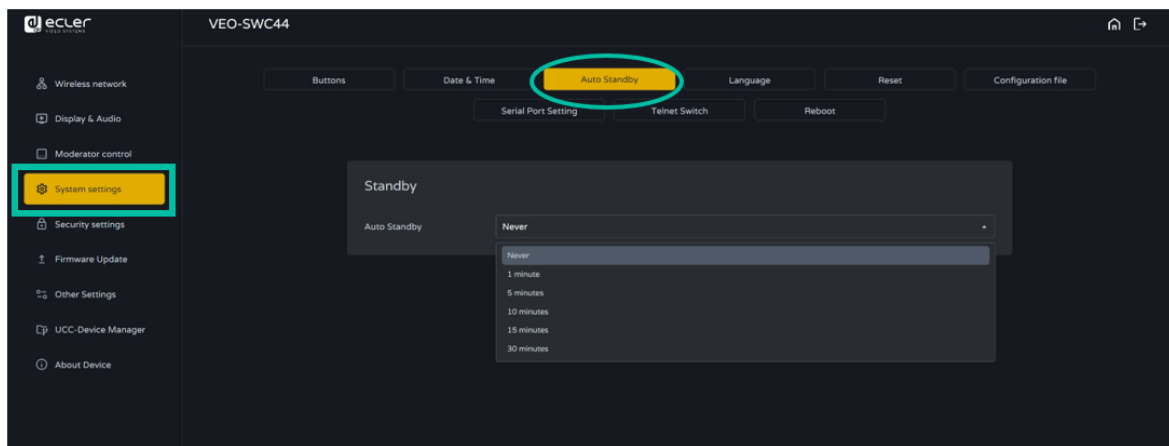 ecler
VIDEO SYSTEMS
VEO-SWC44
Wireless network
Display & Audio
Moderator control
System settings
Security settings
Firmware Update
Other Settings
UCC-Device Manager
About Device
Buttons
Date & Time
Auto Standby
Language
Reset
Configuration file
Serial Port Setting
Telnet Switch
Reboot
Standby
Auto Standby
Never
Never
1 minute
5 minutes
10 minutes
15 minutes
30 minutes